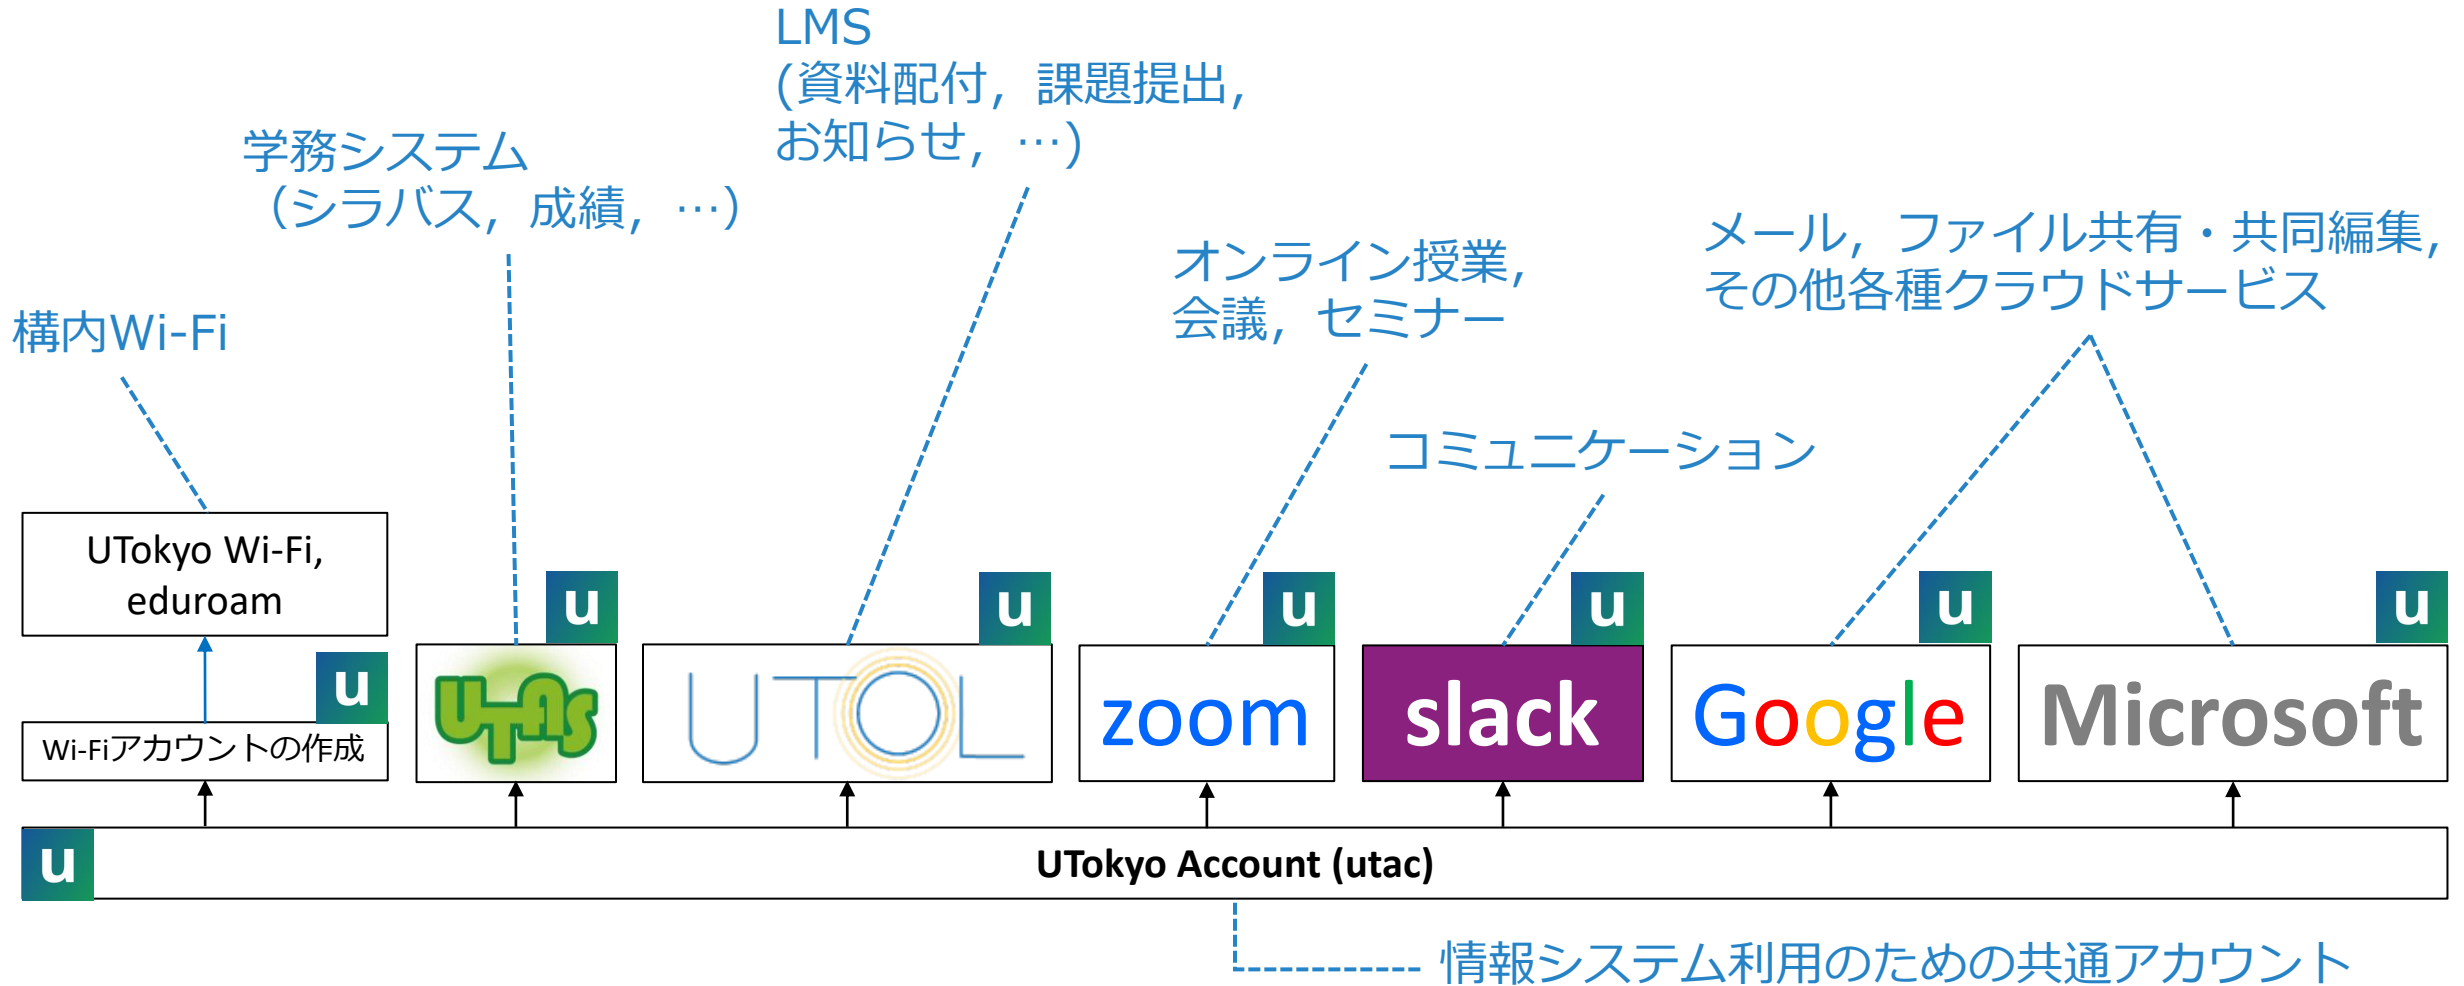 LMS
(資料配付，課題提出，
お知らせ，…)
学務システム
（シラバス，成績，…）
オンライン授業，
会議，セミナー
メール，ファイル共有・共同編集，
その他各種クラウドサービス
構内Wi-Fi
コミュニケーション
UTokyo Wi-Fi,
eduroam
u
u
u
u
u
u
u
Wi-Fiアカウントの作成
UTAS
UTOL
zoom
slack
Google
Microsoft
u
UTokyo Account (utac)
情報システム利用のための共通アカウント